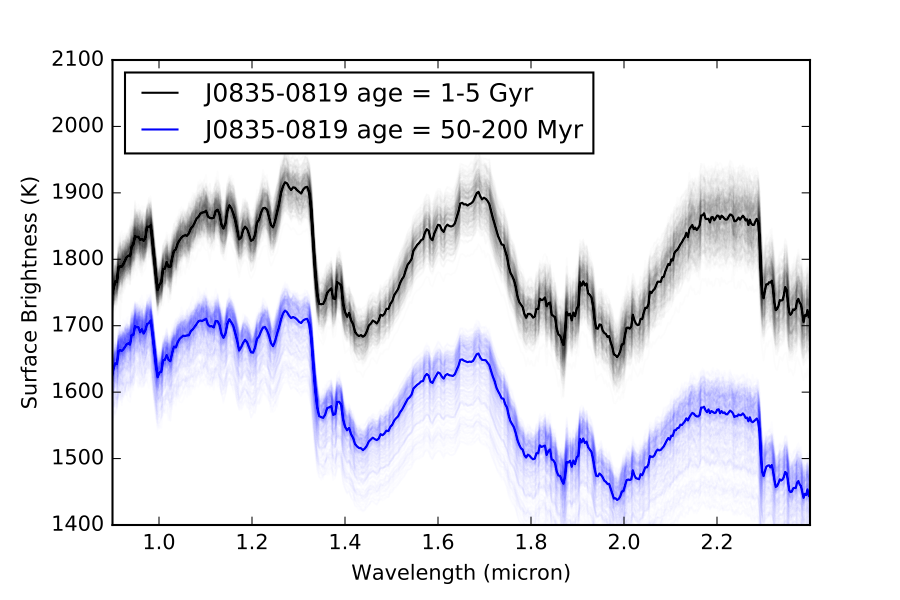 2100
2000
1900
1800
1700
1600
1500
1400
Surface Brightness (K)
J0835-0819 age = 1-5 Gyr
J0835-0819 age = 50-200 Myr
1.0 1.2 1.4 1.6 1.8 2.0 2.2
Wavelength (micron)